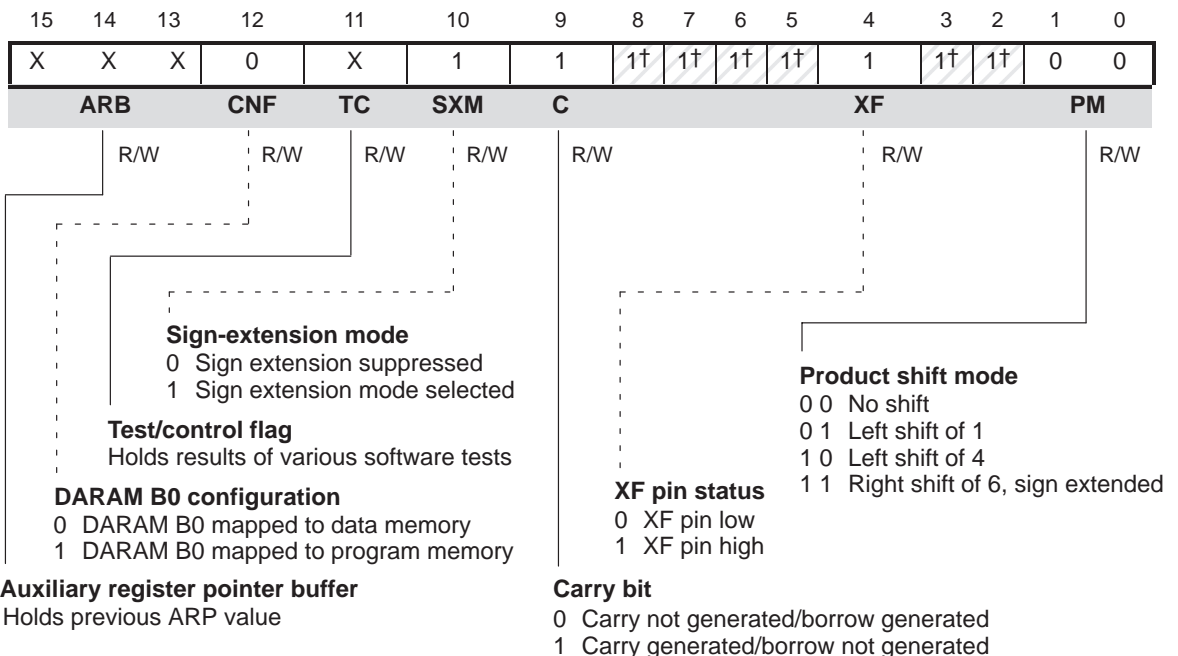 15 14 13 12 11 10 9 8 7 6 5 4 3 2 1 0
X X X 0 X 1 1 1† 1† 1† 1† 1 1† 1† 0 0
ARB CNF TC SXM C XF PM
R/W R/W R/W R/W R/W R/W R/W
Sign-extension mode
0 Sign extension suppressed
1 Sign extension mode selected
Test/control flag
Holds results of various software tests
DARAM B0 configuration
0 DARAM B0 mapped to data memory
1 DARAM B0 mapped to program memory
Auxiliary register pointer buffer
Holds previous ARP value
Product shift mode
0 0 No shift
0 1 Left shift of 1
1 0 Left shift of 4
1 1 Right shift of 6, sign extended
XF pin status
0 XF pin low
1 XF pin high
Carry bit
0 Carry not generated/borrow generated
1 Carry generated/borrow not generated